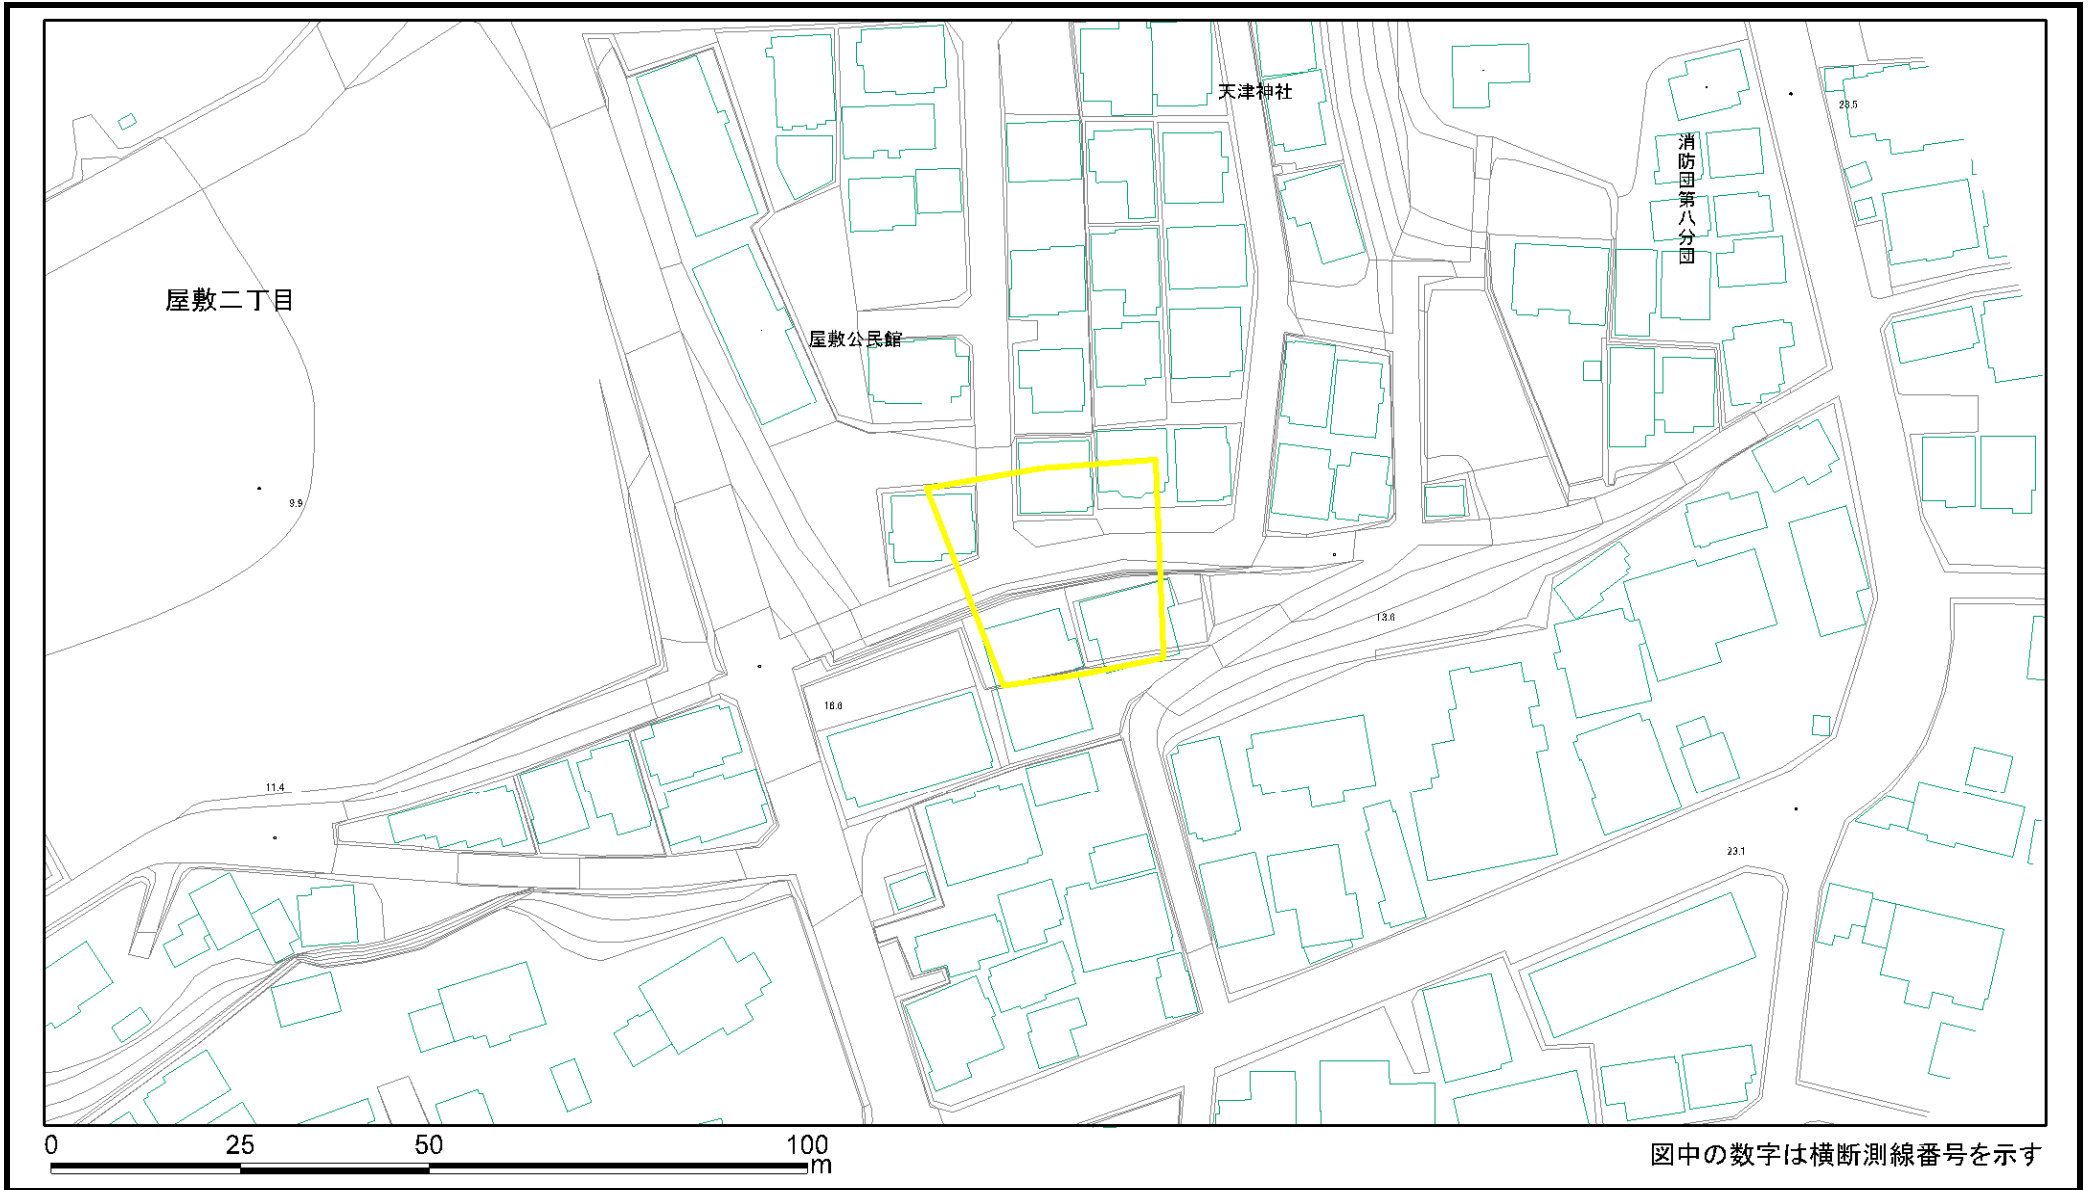 天津神社
28.5
消防団第八分団
屋敷二丁目
屋敷公民館
9.9
13.6
16.6
11.4
23.1
0 25 50 100
m
図中の数字は横断測線番号を示す